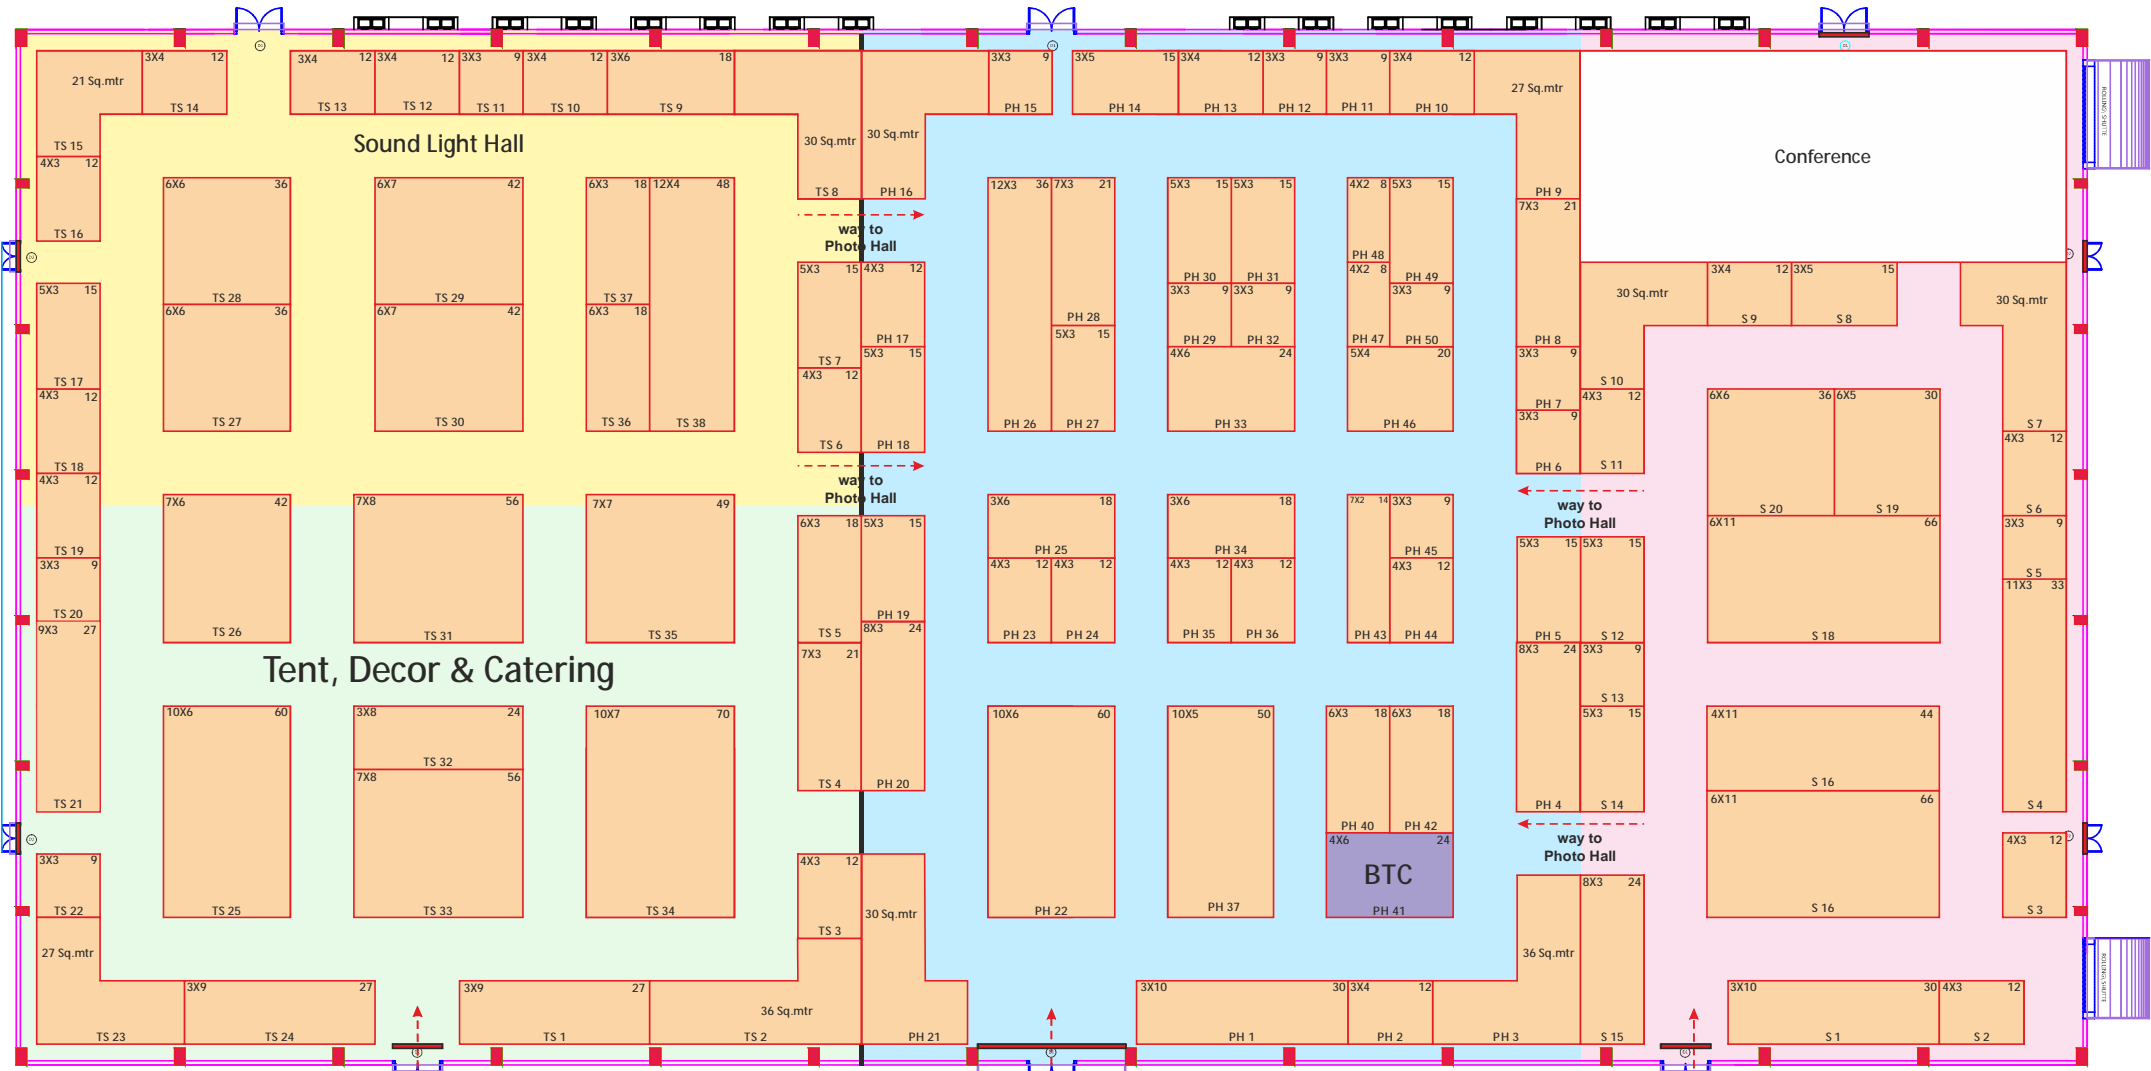 3X4 12
21 Sq.mtr
TS 14
TS 15
3X4 12
TS 13
3X4 12
TS 12
3X3 9
TS 11
3X4 12
TS 10
3X6 18
TS 9
30 Sq.mtr
TS 8
30 Sq.mtr
PH 16
3X3 9
PH 15
3X5 15
PH 14
3X4 12
PH 13
3X3 9
PH 12
3X3 9
PH 11
3X4 12
PH 10
27 Sq.mtr
PH 9
Sound Light Hall
Conference
ROLLING SHUTTE
4X3 12
TS 16
6X6 36
TS 28
6X7 42
TS 29
6X3 18
TS 37
12X4 48
TS 38
way to
Photo Hall
12X3 36
PH 26
7X3 21
PH 28
5X3 15
PH 30
5X3 15
PH 31
4X2 8
PH 48
5X3 15
PH 49
7X3 21
PH 8
5X3 15
TS 17
6X6 36
TS 27
6X7 42
TS 30
6X3 18
TS 36
5X3 15
TS 7
4X3 12
PH 17
5X3 15
PH 27
3X3 9
PH 29
3X3 9
PH 32
4X2 8
PH 47
3X3 9
PH 50
30 Sq.mtr
S 10
3X4 12
S 9
3X5 15
S 8
30 Sq.mtr
S 7
4X3 12
TS 18
4X3 12
TS 6
5X3 15
PH 18
4X6 24
PH 33
5X4 20
PH 46
3X3 9
PH 7
3X3 9
PH 6
4X3 12
S 11
6X6 36
S 20
6X5 30
S 19
4X3 12
S 6
way to
Photo Hall
way to
Photo Hall
4X3 12
TS 19
7X6 42
TS 26
7X8 56
TS 31
7X7 49
TS 35
6X3 18
TS 5
5X3 15
PH 19
3X6 18
PH 25
3X6 18
PH 34
7X2 14
PH 43
3X3 9
PH 45
5X3 15
PH 5
5X3 15
S 12
6X11 66
S 18
3X3 9
S 5
3X3 9
TS 20
4X3 12
PH 23
4X3 12
PH 24
4X3 12
PH 35
4X3 12
PH 36
4X3 12
PH 44
11X3 33
S 4
9X3 27
TS 21
Tent, Decor & Catering
7X3 21
TS 4
8X3 24
PH 20
8X3 24
PH 4
3X3 9
S 13
10X6 60
TS 25
3X8 24
TS 32
10X7 70
TS 34
10X6 60
PH 22
10X5 50
PH 37
6X3 18
PH 40
6X3 18
PH 42
5X3 15
S 14
4X11 44
S 16
7X8 56
TS 33
6X11 66
S 16
way to
Photo Hall
4X6 24
BTC
PH 41
4X3 12
S 3
3X3 9
TS 22
4X3 12
TS 3
30 Sq.mtr
PH 21
36 Sq.mtr
PH 3
8X3 24
S 15
27 Sq.mtr
TS 23
3X9 27
TS 24
3X9 27
TS 1
36 Sq.mtr
TS 2
3X10 30
PH 1
3X4 12
PH 2
3X10 30
S 1
4X3 12
S 2
ROLLING SHUTTE